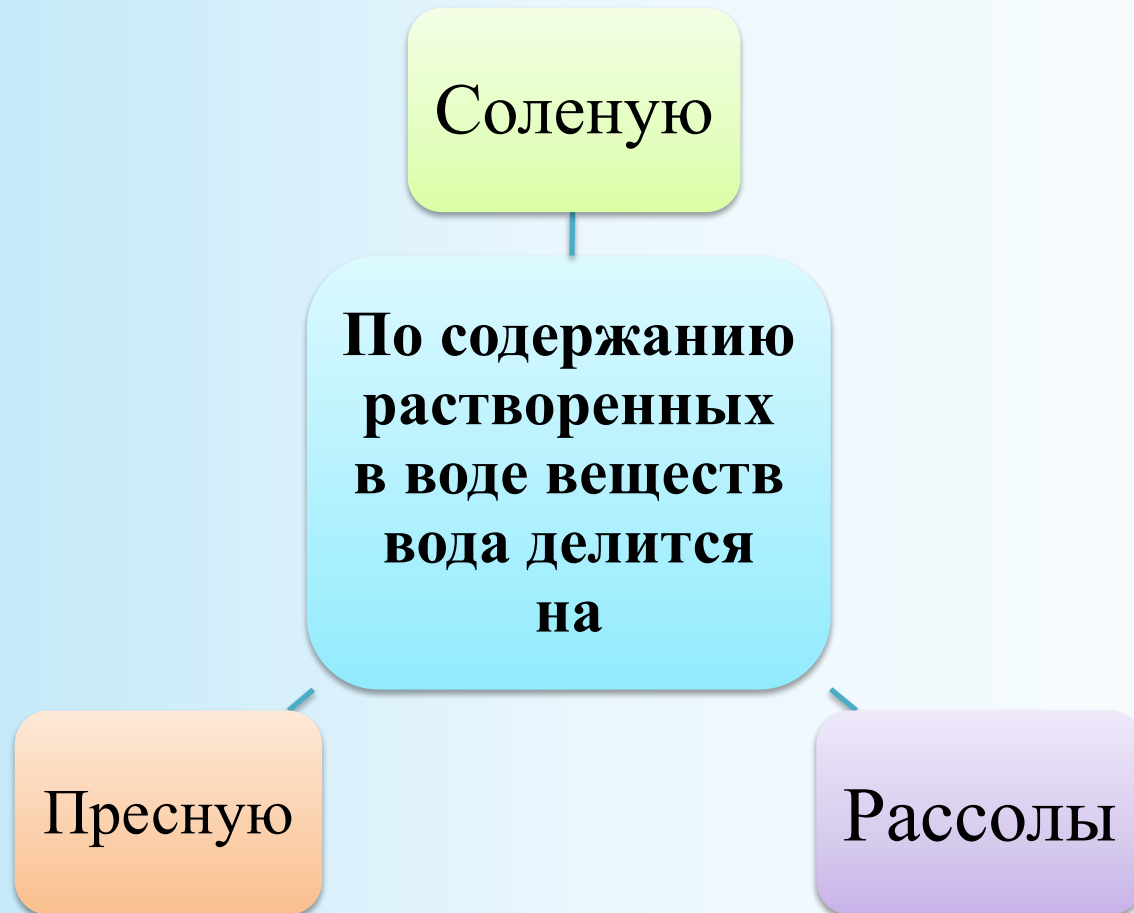 Соленую
По содержанию
растворенных
в воде веществ
вода делится
на
Пресную
Рассолы